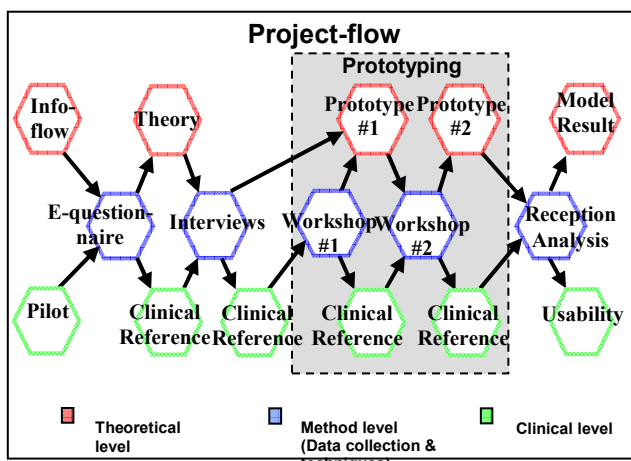 Project-flow
Prototyping
Info-
flow
Theory
Prototype
#1
Prototype
#2
Model
Result
E-question-
naire
Interviews
Workshop
#1
Workshop
#2
Reception
Analysis
Pilot
Clinical
Reference
Clinical
Reference
Clinical
Reference
Clinical
Reference
Usability
Theoretical
level
Method level
(Data collection &
techniques)
Clinical level